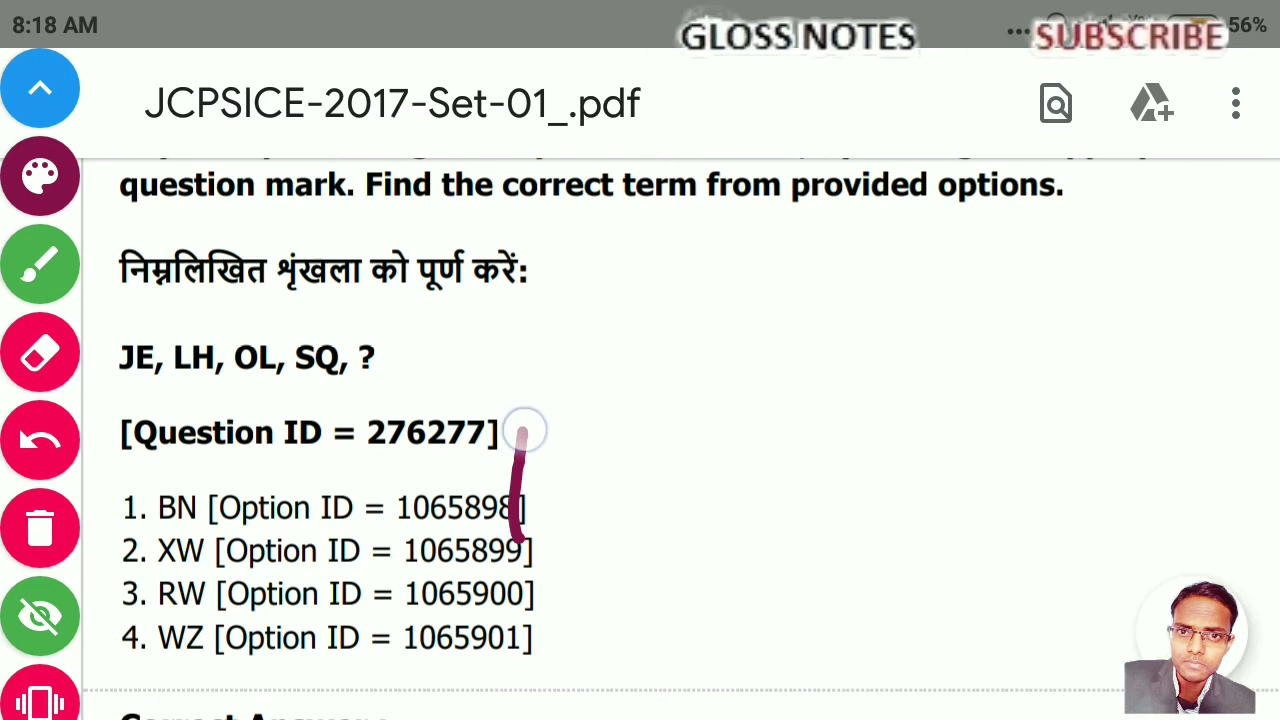 8:18 AM
GLOSS NOTES
SUBSCRIBE
56%
JCPSICE-2017-Set-01_.pdf
question mark. Find the correct term from provided options.
निम्नलिखित शृंखला को पूर्ण करें:
JE, LH, OL, SQ, ?
[Question ID = 276277]
1. BN [Option ID = 1065898]
2. XW [Option ID = 1065899]
3. RW [Option ID = 1065900]
4. WZ [Option ID = 1065901]